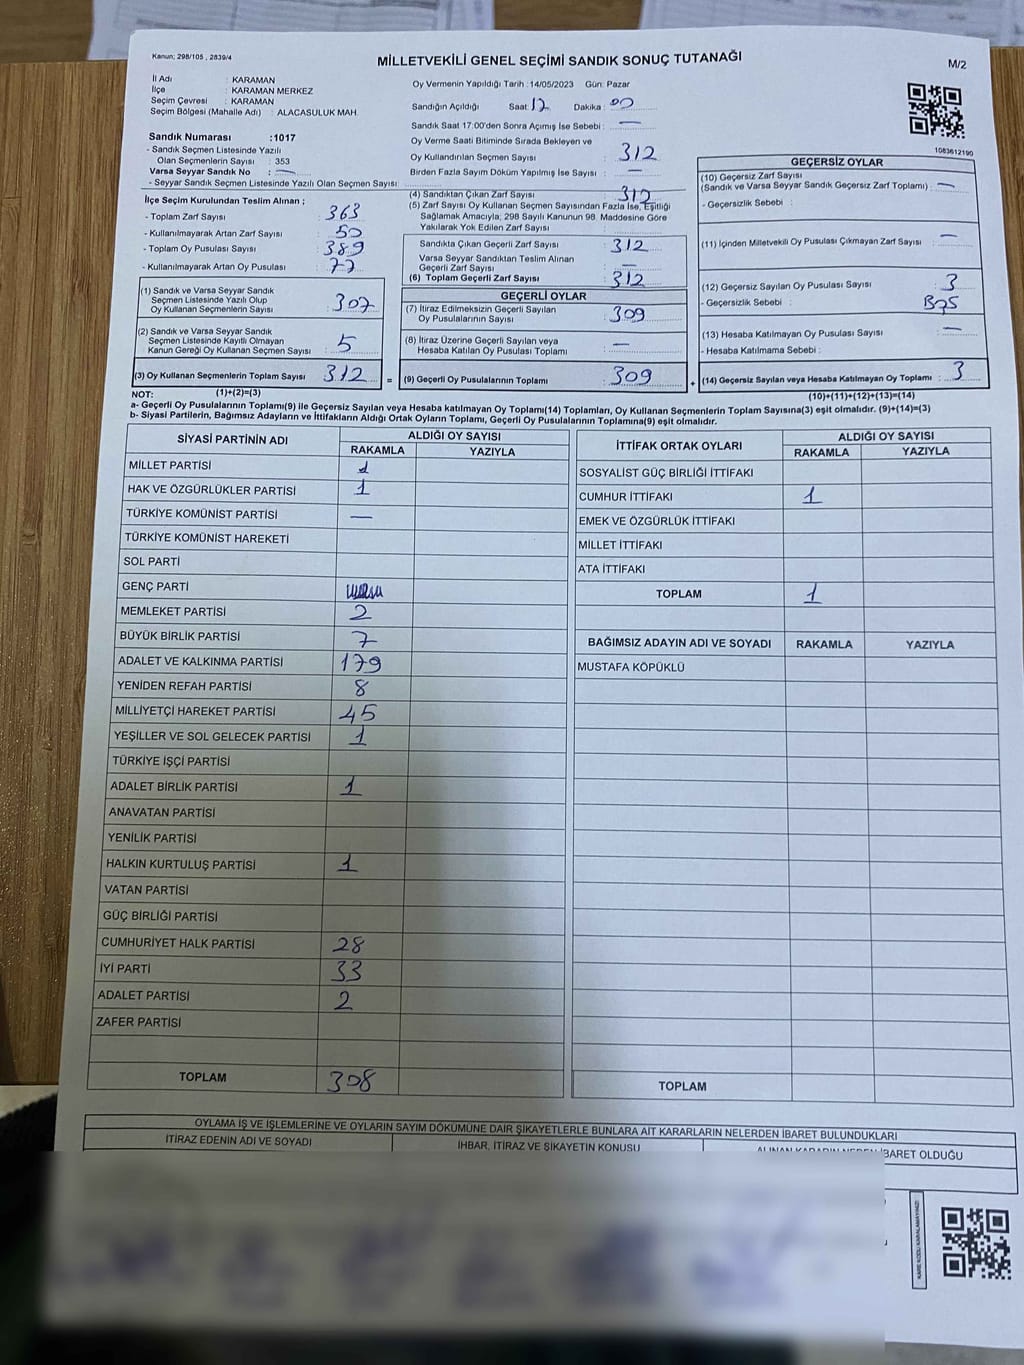 Kanun; 298/105 , 2839/4
MİLLETVEKİLİ GENEL SEÇİMİ SANDIK SONUÇ TUTANAĞI
M/2
İl Adı : KARAMAN
İlçe : KARAMAN MERKEZ
Seçim Çevresi : KARAMAN
Seçim Bölgesi (Mahalle Adı) : ALACASULUK MAH.
Sandık Numarası :1017
- Sandık Seçmen Listesinde Yazılı
Olan Seçmenlerin Sayısı : 353
Varsa Seyyar Sandık No : —
- Seyyar Sandık Seçmen Listesinde Yazılı Olan Seçmen Sayısı :
Oy Vermenin Yapıldığı Tarih : 14/05/2023 Gün: Pazar
Sandığın Açıldığı Saat: 17 Dakika : 00
Sandık Saat 17:00'den Sonra Açımış İse Sebebi : —
Oy Verme Saati Bitiminde Sırada Bekleyen ve
Oy Kullandırılan Seçmen Sayısı : 312
Birden Fazla Sayım Döküm Yapılmış İse Sayısı : —
1083612190
İlçe Seçim Kurulundan Teslim Alınan ;
- Toplam Zarf Sayısı : 363
- Kullanılmayarak Artan Zarf Sayısı : 50
- Toplam Oy Pusulası Sayısı : 389
- Kullanılmayarak Artan Oy Pusulası : 77
(1) Sandık ve Varsa Seyyar Sandık
Seçmen Listesinde Yazılı Olup
Oy Kullanan Seçmenlerin Sayısı : 307
(2) Sandık ve Varsa Seyyar Sandık
Seçmen Listesinde Kayıtlı Olmayan
Kanun Gereği Oy Kullanan Seçmen Sayısı : 5
(3) Oy Kullanan Seçmenlerin Toplam Sayısı : 312 =
(4) Sandıktan Çıkan Zarf Sayısı : 312
(5) Zarf Sayısı Oy Kullanan Seçmen Sayısından Fazla İse, Eşitliği
Sağlamak Amacıyla; 298 Sayılı Kanunun 98. Maddesine Göre
Yakılarak Yok Edilen Zarf Sayısı :
Sandıkta Çıkan Geçerli Zarf Sayısı : 312
Varsa Seyyar Sandıktan Teslim Alınan
Geçerli Zarf Sayısı : —
(6) Toplam Geçerli Zarf Sayısı : 312
GEÇERLİ OYLAR
(7) İtiraz Edilmeksizin Geçerli Sayılan
Oy Pusulalarının Sayısı : 309
(8) İtiraz Üzerine Geçerli Sayılan veya
Hesaba Katılan Oy Pusulası Toplamı : —
(9) Geçerli Oy Pusulalarının Toplamı : 309 +
GEÇERSİZ OYLAR
(10) Geçersiz Zarf Sayısı
(Sandık ve Varsa Seyyar Sandık Geçersiz Zarf Toplamı) : —
- Geçersizlik Sebebi :
(11) İçinden Milletvekili Oy Pusulası Çıkmayan Zarf Sayısı : —
(12) Geçersiz Sayılan Oy Pusulası Sayısı : 3
- Geçersizlik Sebebi :
(13) Hesaba Katılmayan Oy Pusulası Sayısı : —
- Hesaba Katılmama Sebebi :
(14) Geçersiz Sayılan veya Hesaba Katılmayan Oy Toplamı : 3
NOT: (1)+(2)=(3)
(10)+(11)+(12)+(13)=(14)
a- Geçerli Oy Pusulalarının Toplamı(9) ile Geçersiz Sayılan veya Hesaba katılmayan Oy Toplamı(14) Toplamları, Oy Kullanan Seçmenlerin Toplam Sayısına(3) eşit olmalıdır. (9)+(14)=(3)
b- Siyasi Partilerin, Bağımsız Adayların ve İttifakların Aldığı Ortak Oyların Toplamı, Geçerli Oy Pusulalarının Toplamına(9) eşit olmalıdır.
SİYASİ PARTİNİN ADI ALDIĞI OY SAYISI
RAKAMLA YAZIYLA
MİLLET PARTİSİ 1
HAK VE ÖZGÜRLÜKLER PARTİSİ 1
TÜRKİYE KOMÜNİST PARTİSİ —
TÜRKİYE KOMÜNİST HAREKETİ
SOL PARTİ
GENÇ PARTİ
MEMLEKET PARTİSİ 2
BÜYÜK BİRLİK PARTİSİ 7
ADALET VE KALKINMA PARTİSİ 179
YENİDEN REFAH PARTİSİ 8
MİLLİYETÇİ HAREKET PARTİSİ 45
YEŞİLLER VE SOL GELECEK PARTİSİ 1
TÜRKİYE İŞÇİ PARTİSİ
ADALET BİRLİK PARTİSİ 1
ANAVATAN PARTİSİ
YENİLİK PARTİSİ
HALKIN KURTULUŞ PARTİSİ 1
VATAN PARTİSİ
GÜÇ BİRLİĞİ PARTİSİ
CUMHURİYET HALK PARTİSİ 28
İYİ PARTİ 33
ADALET PARTİSİ 2
ZAFER PARTİSİ
TOPLAM 308
İTTİFAK ORTAK OYLARI ALDIĞI OY SAYISI
RAKAMLA YAZIYLA
SOSYALİST GÜÇ BİRLİĞİ İTTİFAKI
CUMHUR İTTİFAKI 1
EMEK VE ÖZGÜRLÜK İTTİFAKI
MİLLET İTTİFAKI
ATA İTTİFAKI
TOPLAM 1
BAĞIMSIZ ADAYIN ADI VE SOYADI RAKAMLA YAZIYLA
MUSTAFA KÖPÜKLÜ
TOPLAM
OYLAMA İŞ VE İŞLEMLERİNE VE OYLARIN SAYIM DÖKÜMÜNE DAİR ŞİKAYETLERLE BUNLARA AİT KARARLARIN NELERDEN İBARET BULUNDUKLARI
İTİRAZ EDENİN ADI VE SOYADI
İHBAR, İTİRAZ VE ŞİKAYETİN KONUSU
İBARET OLDUĞU
KARE KODU KARALAMAYINIZ!